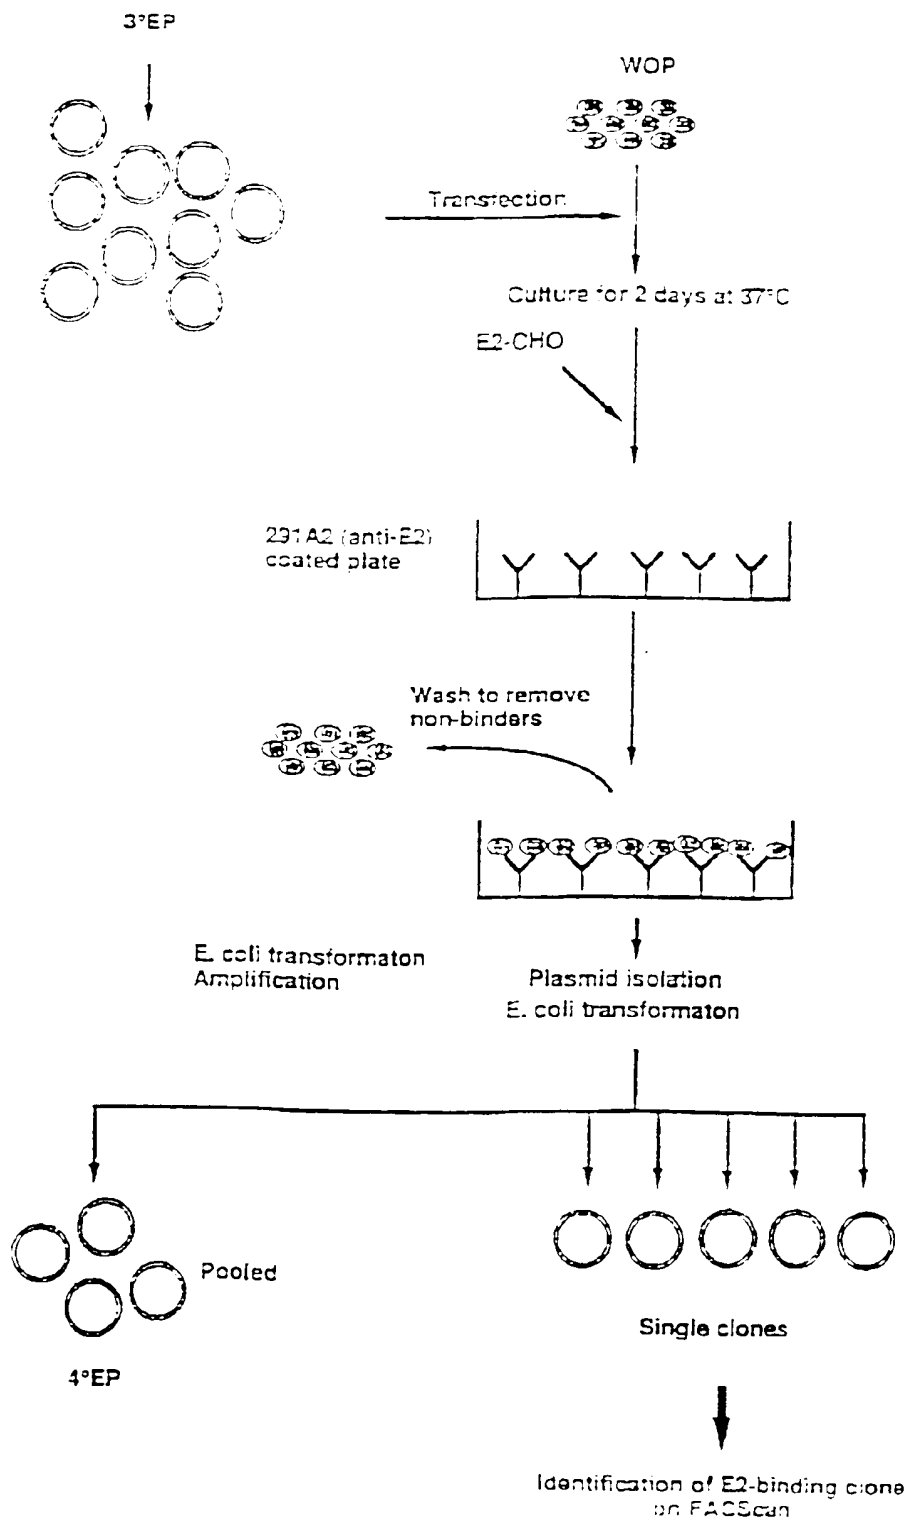 3°EP
WOP
Transfection
Culture for 2 days at 37°C
E2-CHO
291A2 (anti-E2)
coated plate
Wash to remove
non-binders
E. coli transformaton
Amplification
Plasmid isolation
E. coli transformaton
Pooled
4°EP
Single clones
Identification of E2-binding clone
on FACScan